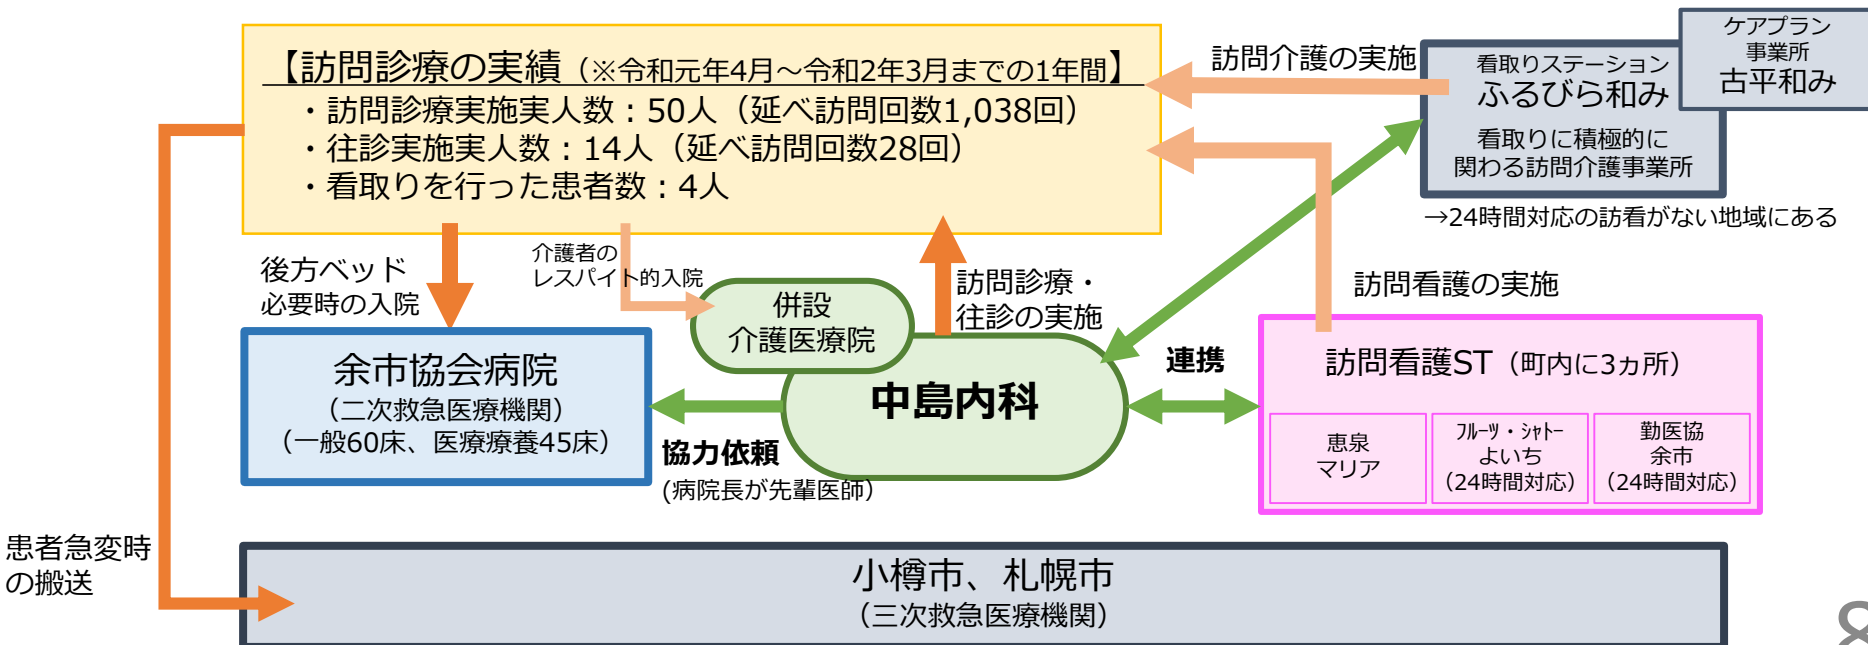 【訪問診療の実績（※令和元年4月～令和2年3月までの1年間】
・訪問診療実施実人数：50人（延べ訪問回数1,038回）
・往診実施実人数：14人（延べ訪問回数28回）
・看取りを行った患者数：4人
訪問介護の実施
ケアプラン
事業所
古平和み
看取りステーション
ふるびら和み
看取りに積極的に
関わる訪問介護事業所
→24時間対応の訪看がない地域にある
後方ベッド
必要時の入院
介護者の
レスパイト的入院
併設
介護医療院
訪問診療・
往診の実施
訪問看護の実施
余市協会病院
（二次救急医療機関）
（一般60床、医療療養45床）
中島内科
協力依頼
(病院長が先輩医師）
連携
訪問看護ST（町内に3ヵ所）
恵泉
マリア
ﾌﾙｰﾂ・ｼｬﾄｰ
よいち
（24時間対応）
勤医協
余市
（24時間対応）
患者急変時
の搬送
小樽市、札幌市
（三次救急医療機関）